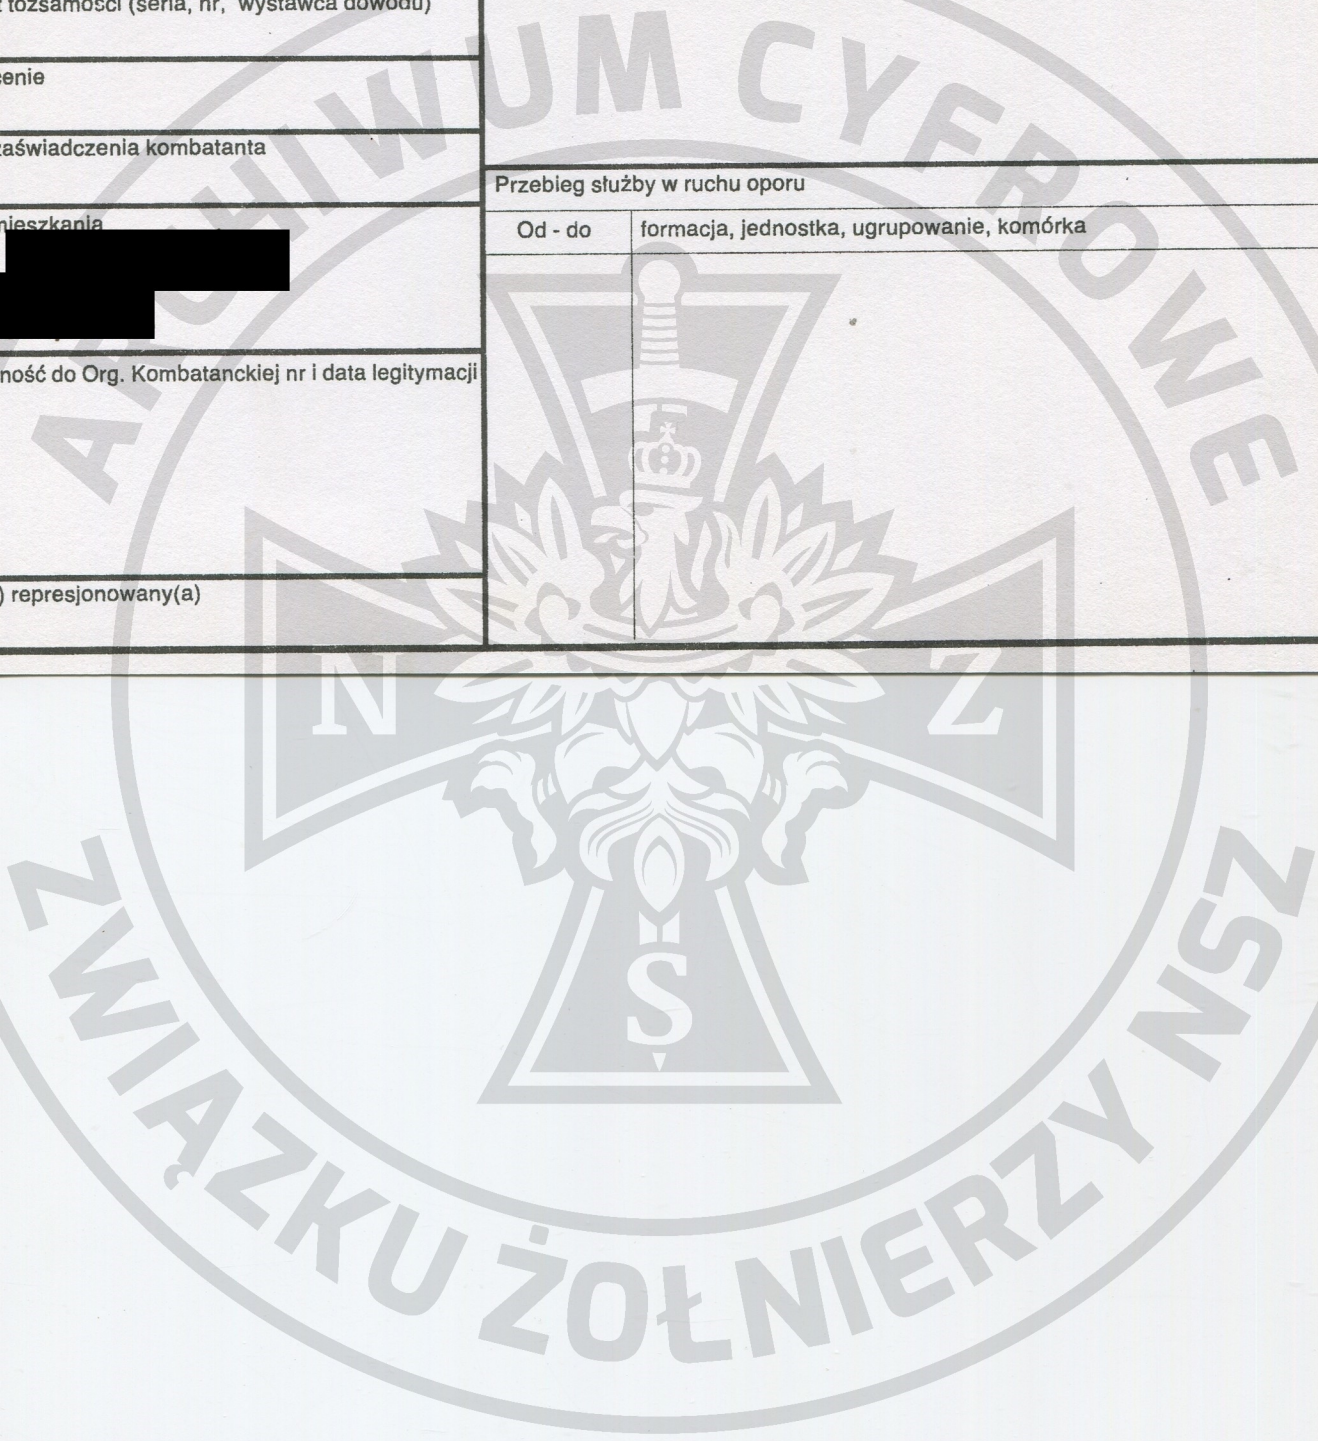 tożsamości (seria, nr, wystawca dowodu)
enie
zaświadczenia kombatanta
mieszkania
ność do Org. Kombatanckiej nr i data legitymacji
) represjonowany(a)
Przebieg służby w ruchu oporu
Od - do formacja, jednostka, ugrupowanie, komórka
ARCHIWUM CYFROWE
ZWIĄZKU ŻOŁNIERZY NSZ
N Z
S